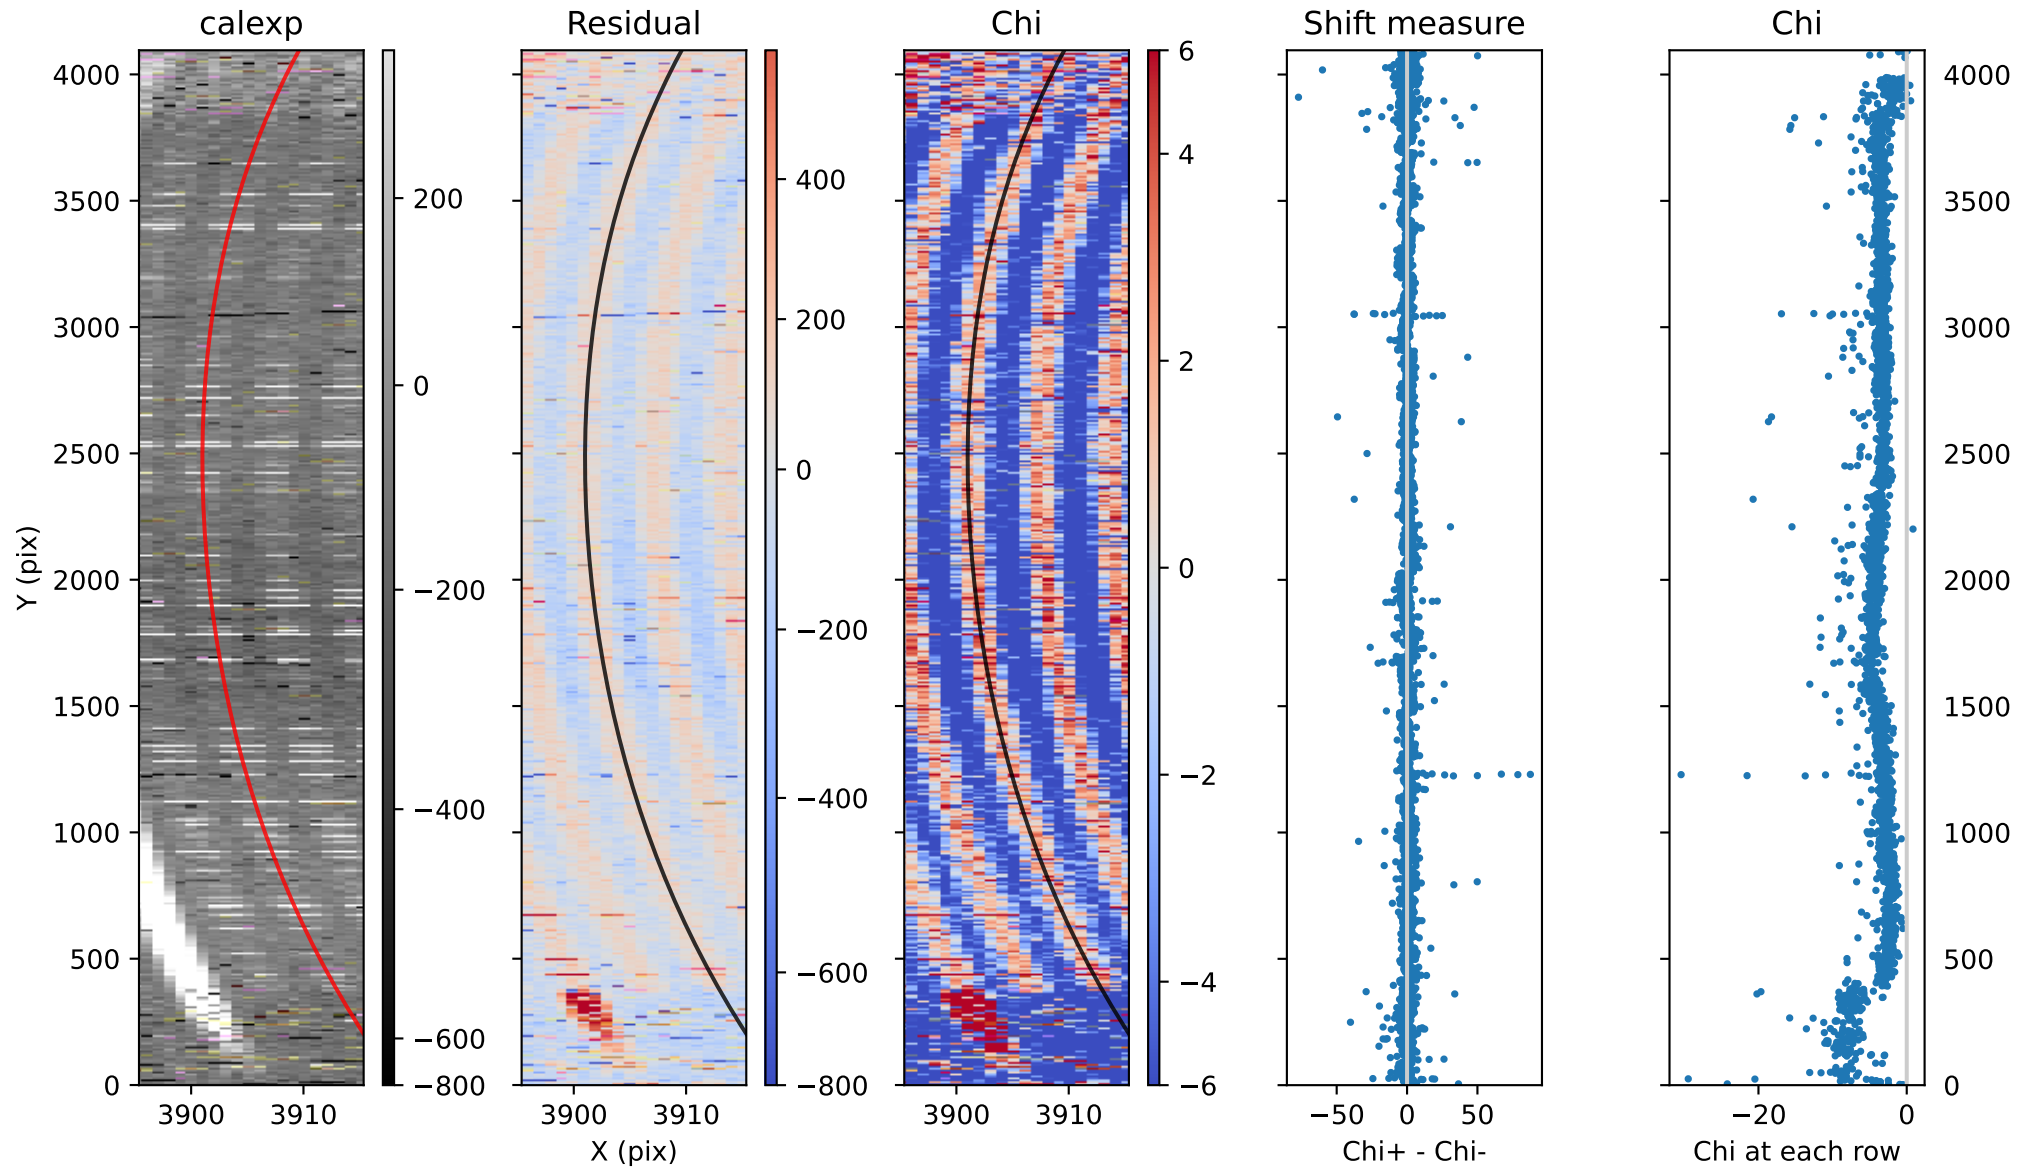 calexp Residual Chi Shift measure Chi
4000 3500 3000 2500 2000 1500 1000 500 0
Y (pix)
3900 3910
200 0 −200 −400 −600 −800
3900 3910
X (pix)
400 200 0 −200 −400 −600 −800
3900 3910
6 4 2 0 −2 −4 −6
−50 0 50
Chi+ - Chi-
−20 0
Chi at each row
4000 3500 3000 2500 2000 1500 1000 500 0